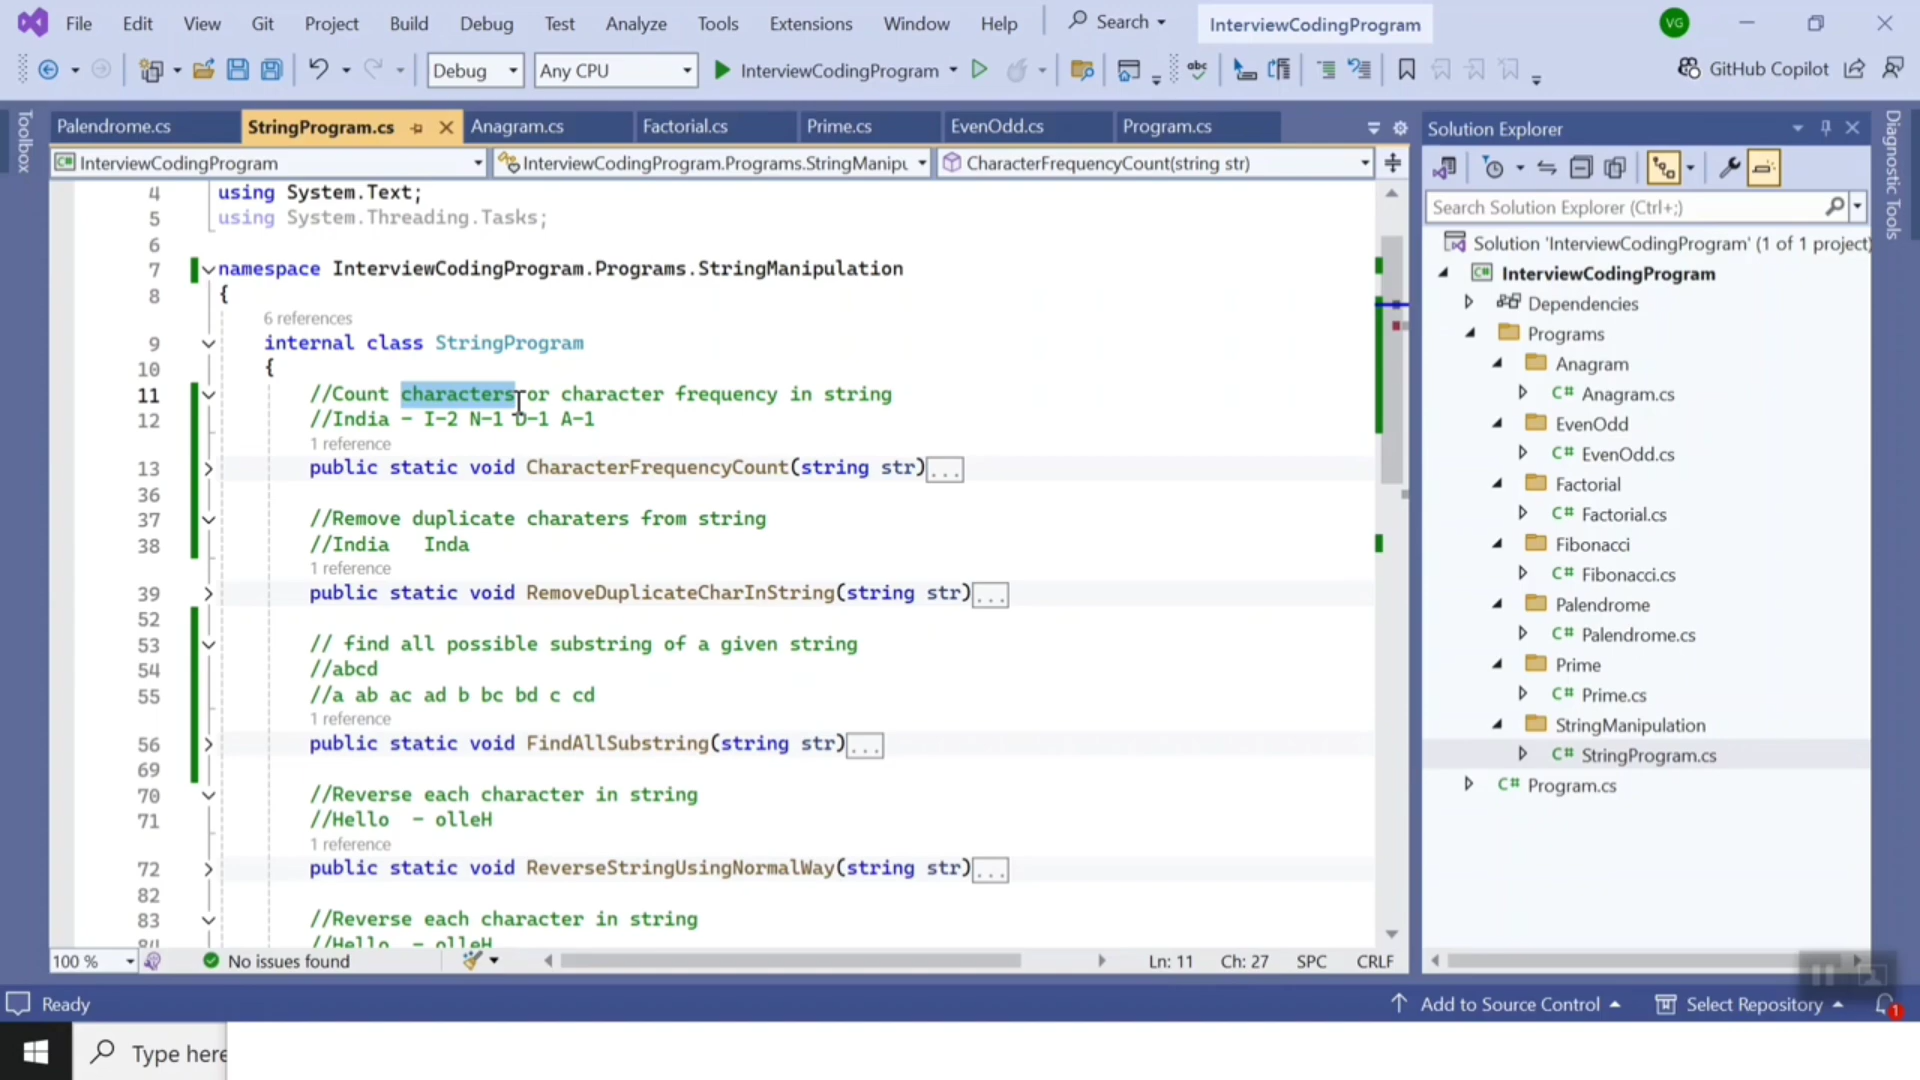 File Edit View Git Project Build Debug Test Analyze Tools Extensions Window Help Search InterviewCodingProgram VG
Debug Any CPU InterviewCodingProgram GitHub Copilot
Toolbox
Palendrome.cs StringProgram.cs Anagram.cs Factorial.cs Prime.cs EvenOdd.cs Program.cs
InterviewCodingProgram InterviewCodingProgram.Programs.StringManipu CharacterFrequencyCount(string str)
4 using System.Text;
5 using System.Threading.Tasks;
6
7 namespace InterviewCodingProgram.Programs.StringManipulation
8 {
6 references
9 internal class StringProgram
10 {
11 //Count characters or character frequency in string
12 //India - I-2 N-1 D-1 A-1
1 reference
13 public static void CharacterFrequencyCount(string str)...
36
37 //Remove duplicate charaters from string
38 //India Inda
1 reference
39 public static void RemoveDuplicateCharInString(string str)...
52
53 // find all possible substring of a given string
54 //abcd
55 //a ab ac ad b bc bd c cd
1 reference
56 public static void FindAllSubstring(string str)...
69
70 //Reverse each character in string
71 //Hello - olleH
1 reference
72 public static void ReverseStringUsingNormalWay(string str)...
82
83 //Reverse each character in string
84 //Hello - olleH
100 % No issues found Ln: 11 Ch: 27 SPC CRLF
Solution Explorer
Search Solution Explorer (Ctrl+;)
Solution 'InterviewCodingProgram' (1 of 1 project)
C# InterviewCodingProgram
Dependencies
Programs
Anagram
C# Anagram.cs
EvenOdd
C# EvenOdd.cs
Factorial
C# Factorial.cs
Fibonacci
C# Fibonacci.cs
Palendrome
C# Palendrome.cs
Prime
C# Prime.cs
StringManipulation
C# StringProgram.cs
C# Program.cs
Diagnostic Tools
Ready Add to Source Control Select Repository 1
Type here